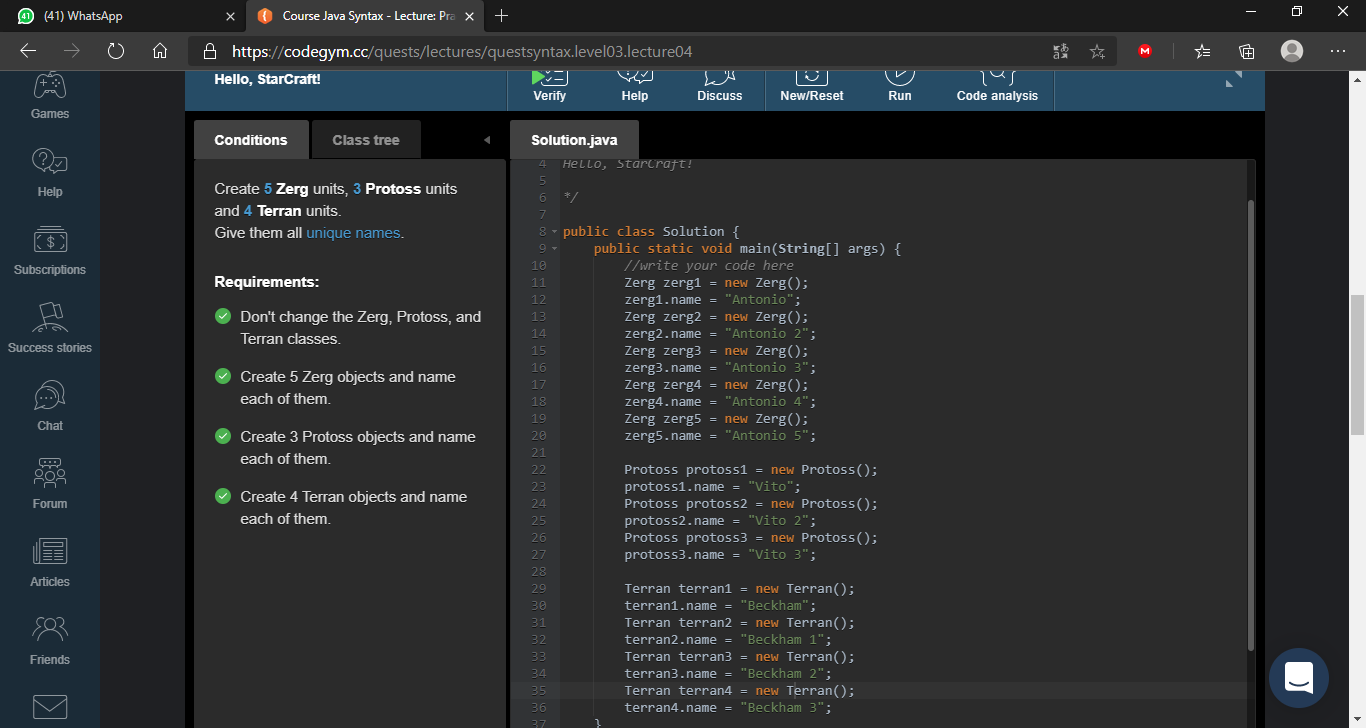 (41) WhatsApp
Course Java Syntax - Lecture: Pra
https://codegym.cc/quests/lectures/questsyntax.level03.lecture04
Games
Help
Subscriptions
Success stories
Chat
Forum
Articles
Friends
Hello, StarCraft!
Verify
Help
Discuss
New/Reset
Run
Code analysis
Conditions
Class tree
Create 5 Zerg units, 3 Protoss units
and 4 Terran units.
Give them all unique names.
Requirements:
Don't change the Zerg, Protoss, and
Terran classes.
Create 5 Zerg objects and name
each of them.
Create 3 Protoss objects and name
each of them.
Create 4 Terran objects and name
each of them.
Solution.java
4 Hello, StarCraft!
5
6 */
7
8 public class Solution {
9 public static void main(String[] args) {
10 //write your code here
11 Zerg zerg1 = new Zerg();
12 zerg1.name = "Antonio";
13 Zerg zerg2 = new Zerg();
14 zerg2.name = "Antonio 2";
15 Zerg zerg3 = new Zerg();
16 zerg3.name = "Antonio 3";
17 Zerg zerg4 = new Zerg();
18 zerg4.name = "Antonio 4";
19 Zerg zerg5 = new Zerg();
20 zerg5.name = "Antonio 5";
21
22 Protoss protoss1 = new Protoss();
23 protoss1.name = "Vito";
24 Protoss protoss2 = new Protoss();
25 protoss2.name = "Vito 2";
26 Protoss protoss3 = new Protoss();
27 protoss3.name = "Vito 3";
28
29 Terran terran1 = new Terran();
30 terran1.name = "Beckham";
31 Terran terran2 = new Terran();
32 terran2.name = "Beckham 1";
33 Terran terran3 = new Terran();
34 terran3.name = "Beckham 2";
35 Terran terran4 = new Terran();
36 terran4.name = "Beckham 3";
37 }